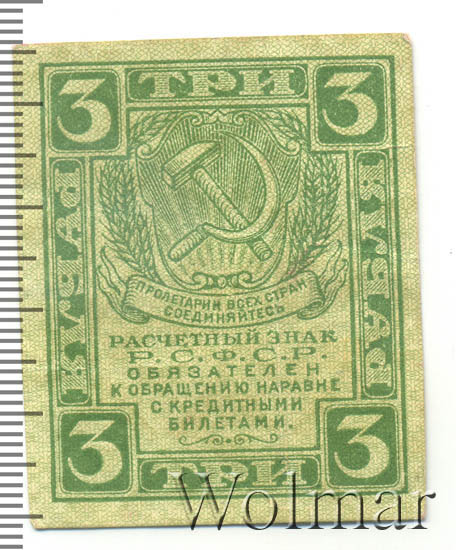 3 ТРИ 3
РУБЛЯ
РУБЛЯ
ПРОЛЕТАРИИ ВСЕХ СТРАН
СОЕДИНЯЙТЕСЬ
РАСЧЕТНЫЙ ЗНАК
Р.С.Ф.С.Р.
ОБЯЗАТЕЛЕН
К ОБРАЩЕНИЮ НАРАВНЕ
С КРЕДИТНЫМИ
БИЛЕТАМИ.
3 ТРИ 3
Wolmar